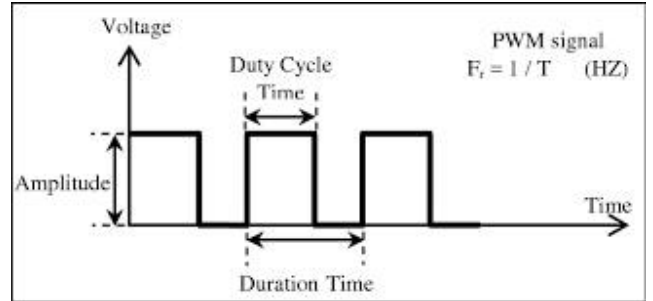 Voltage
PWM signal
Duty Cycle
Fr = 1 / T (HZ)
Time
Amplitude
Time
Duration Time